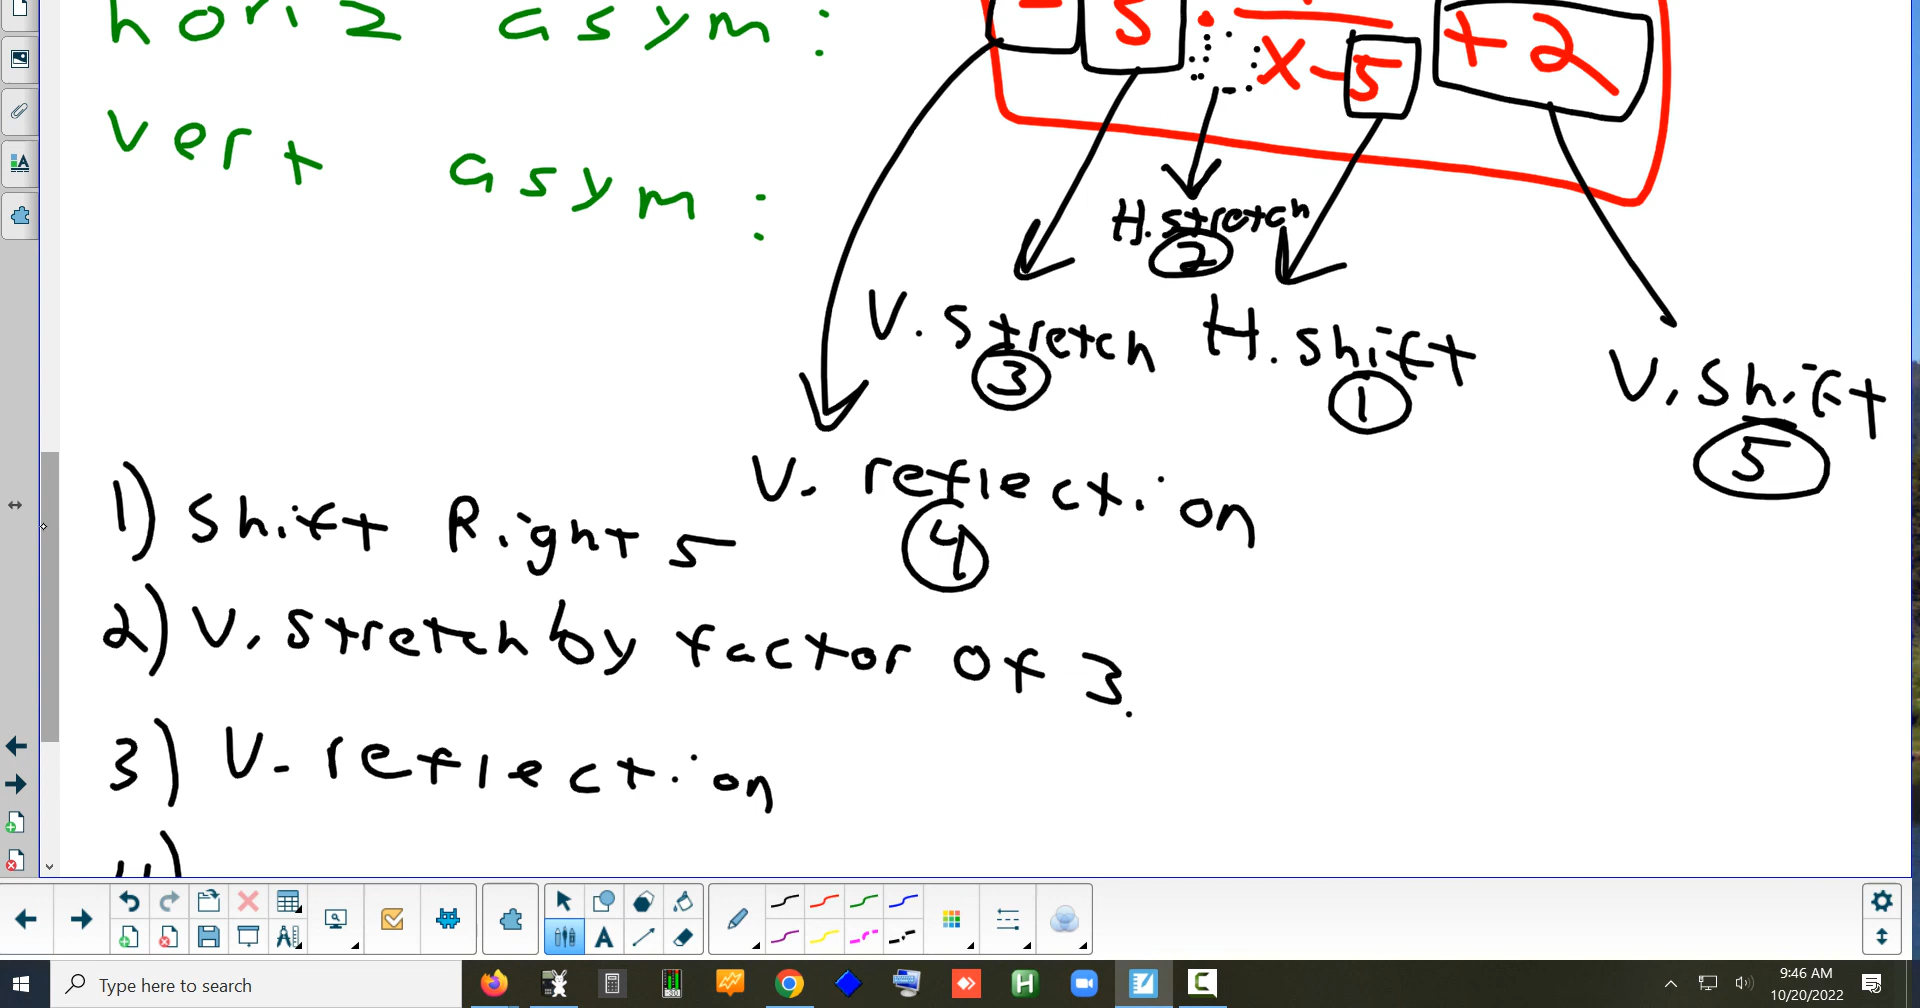 horiz asym:
- 3 · x - 5 + 2
vert asym:
H. stretch
2
V. stretch H. shift
3 1
V. shift
5
V. reflection
4
1) Shift Right 5
2) V. stretch by factor of 3.
3) V. reflection
4)
Type here to search
9:46 AM
10/20/2022